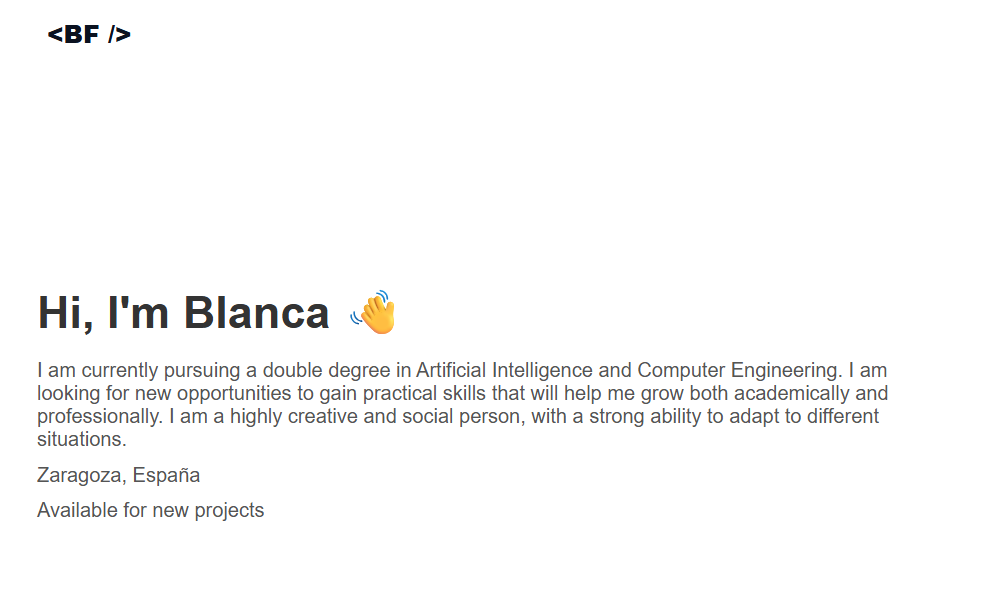 <BF />
Hi, I'm Blanca 👋
I am currently pursuing a double degree in Artificial Intelligence and Computer Engineering. I am
looking for new opportunities to gain practical skills that will help me grow both academically and
professionally. I am a highly creative and social person, with a strong ability to adapt to different
situations.
Zaragoza, España
Available for new projects